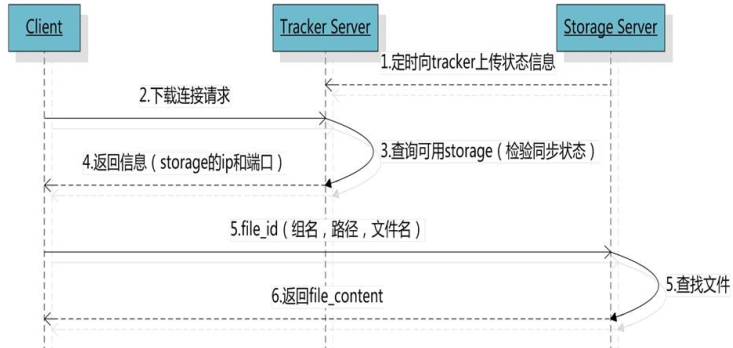 Client
Tracker Server
Storage Server
1.定时向tracker上传状态信息
2.下载连接请求
3.查询可用storage（检验同步状态）
4.返回信息（storage的ip和端口）
5.file_id（组名，路径，文件名）
5.查找文件
6.返回file_content